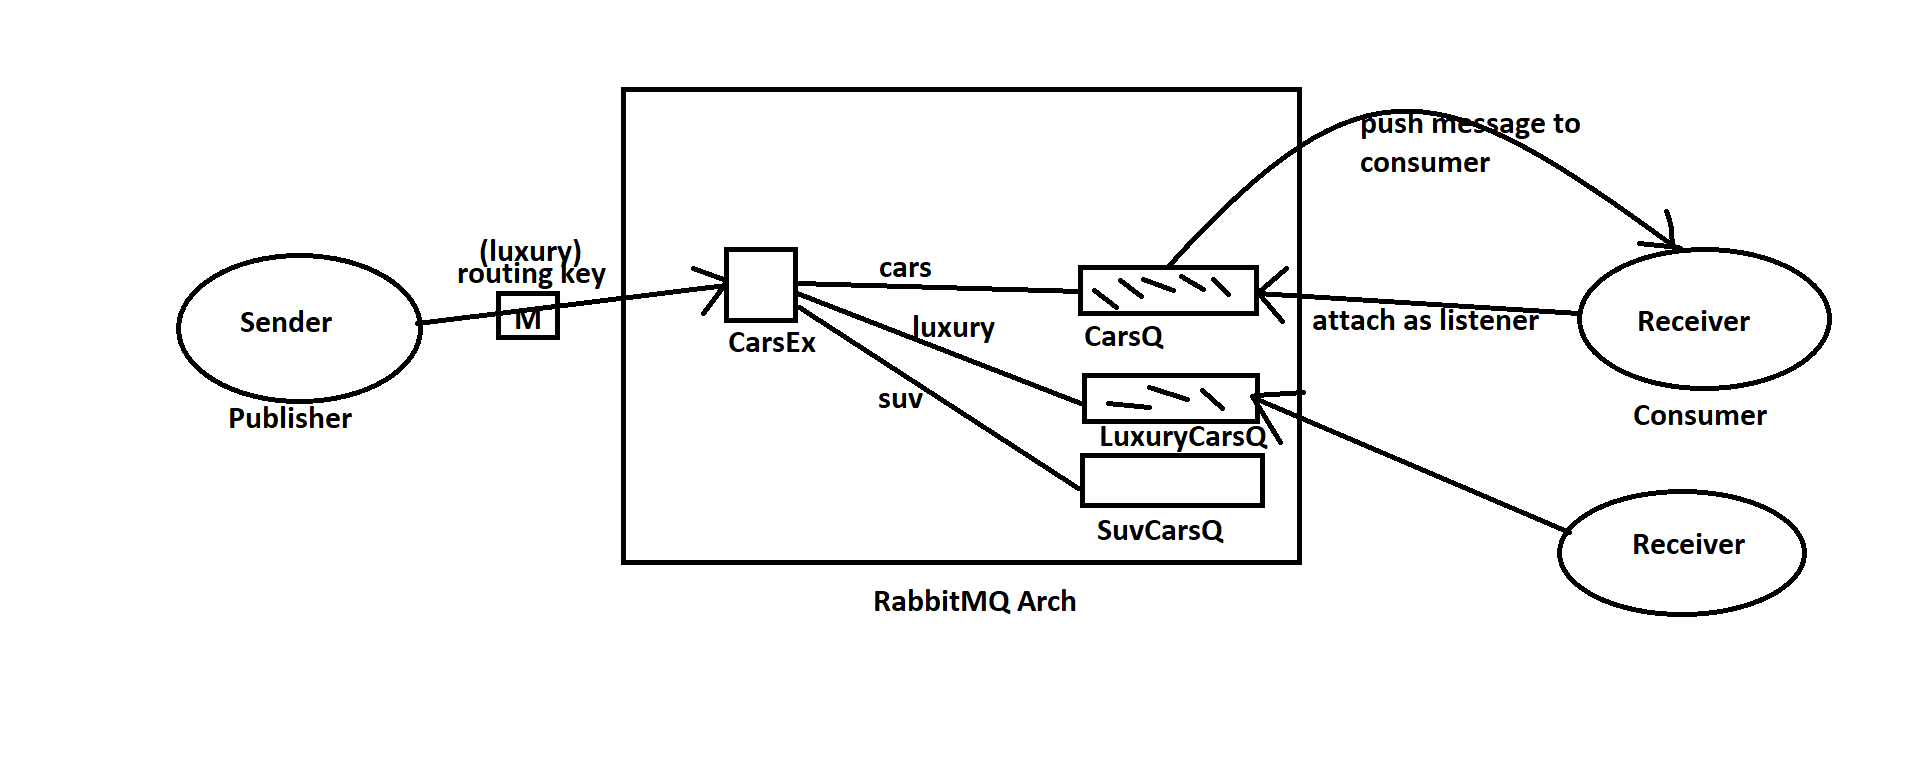 push message to
consumer
(luxury)
routing key
M
Sender
Publisher
CarsEx
cars
luxury
suv
CarsQ
LuxuryCarsQ
SuvCarsQ
attach as listener
Receiver
Consumer
Receiver
RabbitMQ Arch